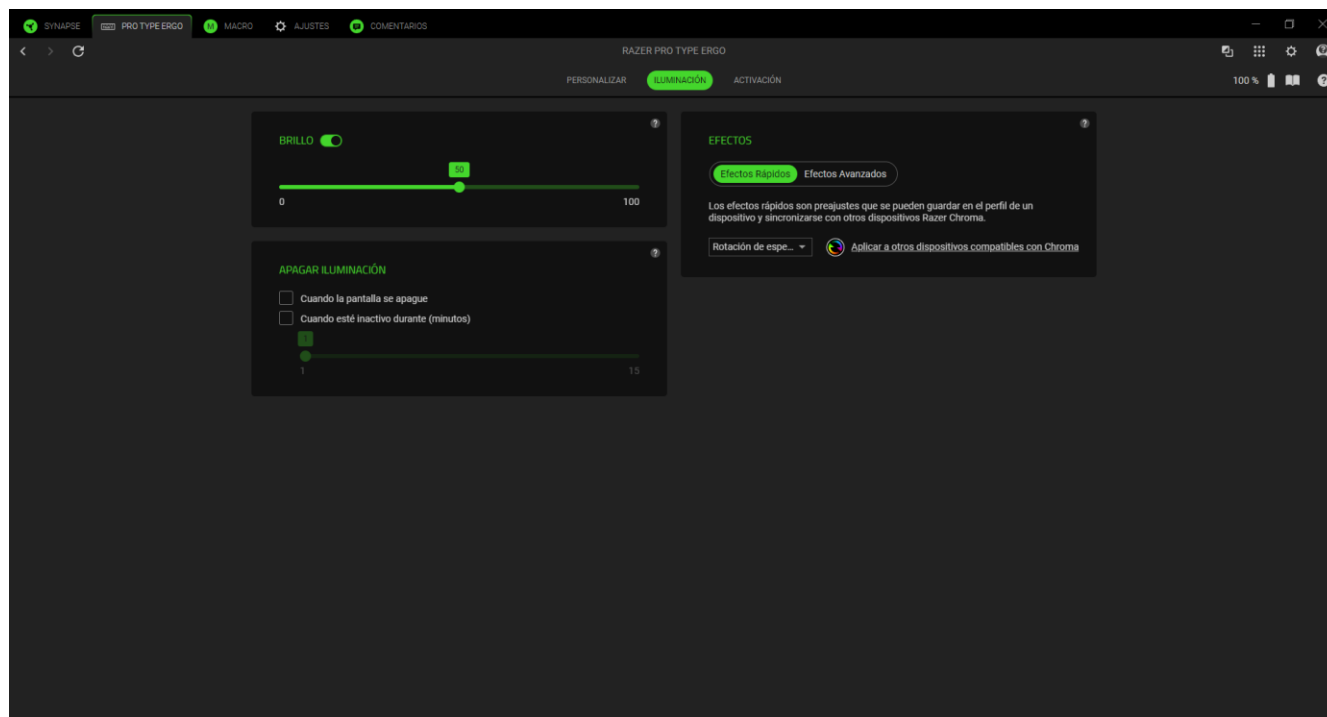 SYNAPSE PRO TYPE ERGO M MACRO AJUSTES COMENTARIOS
RAZER PRO TYPE ERGO
PERSONALIZAR ILUMINACIÓN ACTIVACIÓN
100 %
BRILLO
50
0 100
APAGAR ILUMINACIÓN
Cuando la pantalla se apague
Cuando esté inactivo durante (minutos)
1
1 15
EFECTOS
Efectos Rápidos Efectos Avanzados
Los efectos rápidos son preajustes que se pueden guardar en el perfil de un
dispositivo y sincronizarse con otros dispositivos Razer Chroma.
Rotación de espe... Aplicar a otros dispositivos compatibles con Chroma